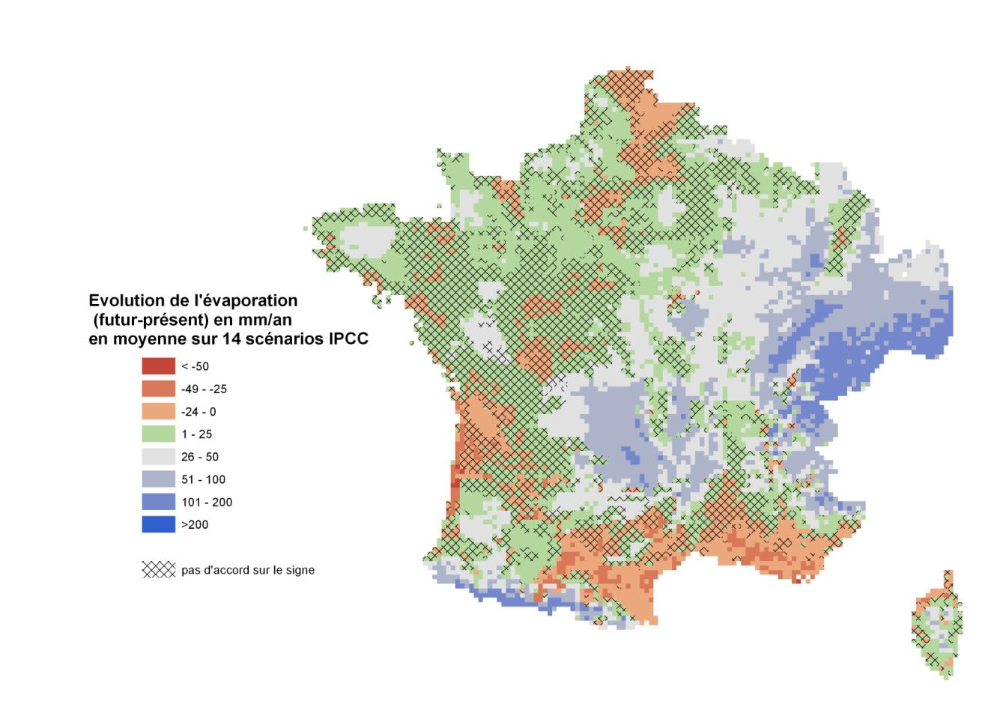 Evolution de l'évaporation
(futur-présent) en mm/an
en moyenne sur 14 scénarios IPCC
< -50
-49 - -25
-24 - 0
1 - 25
26 - 50
51 - 100
101 - 200
>200
pas d'accord sur le signe